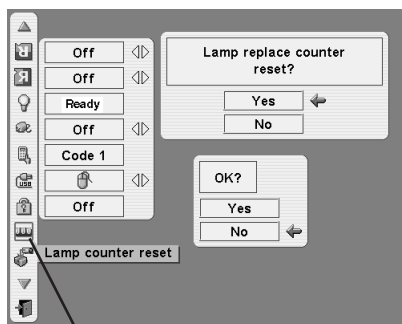 Off
Off
Ready
Off
Code 1
Off
Lamp counter reset
Lamp replace counter
reset?
Yes
No
OK?
Yes
No
R
R
USB